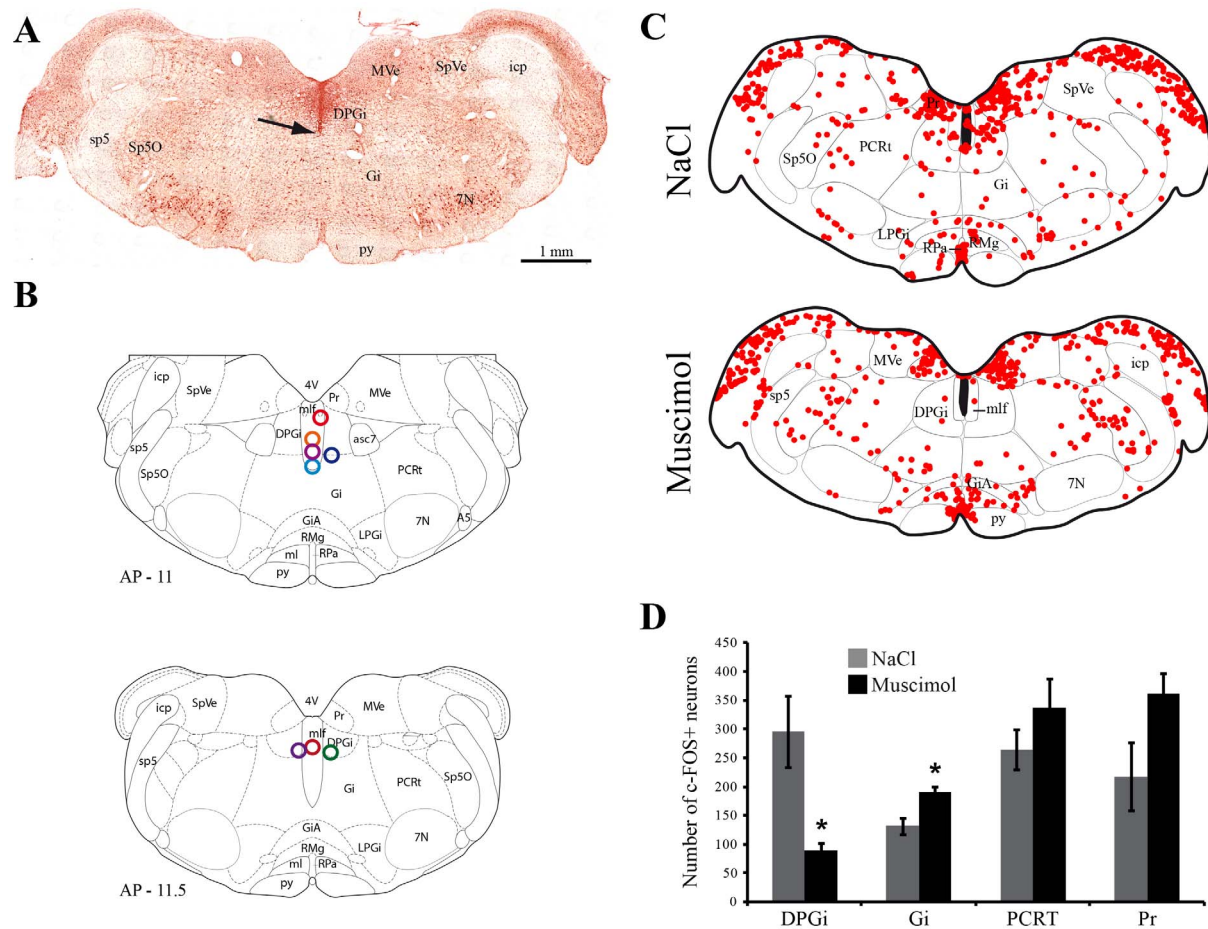 A
MVe
SpVe
icp
DPGi
sp5
Sp5O
Gi
7N
py
1 mm
B
4V
icp
SpVe
Pr
MVe
mlf
DPGi
asc7
sp5
Sp5O
PCRt
Gi
GiA
7N
A5
RMg
LPGi
ml
RPa
py
AP - 11
4V
icp
SpVe
Pr
MVe
mlf
DPGi
sp5
Sp5O
Gi
PCRt
GiA
RMg
LPGi
7N
ml
RPa
py
AP - 11.5
C
NaCl
Pr
SpVe
PCRt
Sp5O
Gi
LPGi
RPa
RMg
Muscimol
MVe
icp
sp5
DPGi
mlf
GiA
7N
py
D
Number of c-FOS+ neurons
450
400
350
300
250
200
150
100
50
0
NaCl
Muscimol
*
*
DPGi Gi PCRT Pr